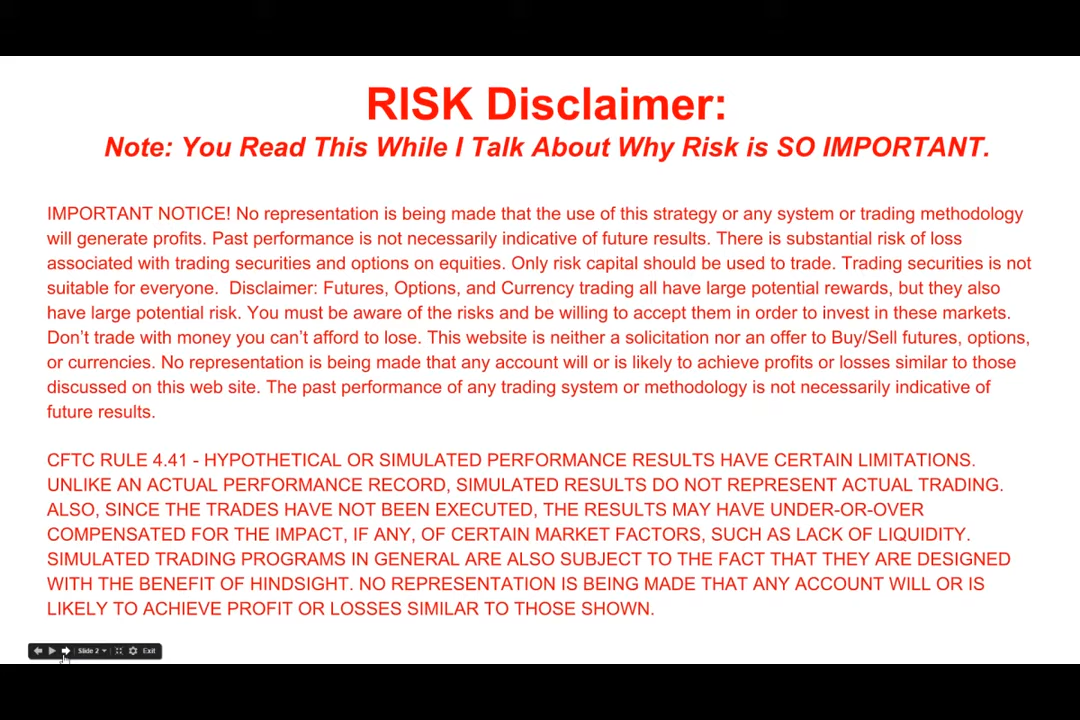 RISK Disclaimer:
Note: You Read This While I Talk About Why Risk is SO IMPORTANT.
IMPORTANT NOTICE! No representation is being made that the use of this strategy or any system or trading methodology
will generate profits. Past performance is not necessarily indicative of future results. There is substantial risk of loss
associated with trading securities and options on equities. Only risk capital should be used to trade. Trading securities is not
suitable for everyone.  Disclaimer: Futures, Options, and Currency trading all have large potential rewards, but they also
have large potential risk. You must be aware of the risks and be willing to accept them in order to invest in these markets.
Don’t trade with money you can’t afford to lose. This website is neither a solicitation nor an offer to Buy/Sell futures, options,
or currencies. No representation is being made that any account will or is likely to achieve profits or losses similar to those
discussed on this web site. The past performance of any trading system or methodology is not necessarily indicative of
future results.
CFTC RULE 4.41 - HYPOTHETICAL OR SIMULATED PERFORMANCE RESULTS HAVE CERTAIN LIMITATIONS.
UNLIKE AN ACTUAL PERFORMANCE RECORD, SIMULATED RESULTS DO NOT REPRESENT ACTUAL TRADING.
ALSO, SINCE THE TRADES HAVE NOT BEEN EXECUTED, THE RESULTS MAY HAVE UNDER-OR-OVER
COMPENSATED FOR THE IMPACT, IF ANY, OF CERTAIN MARKET FACTORS, SUCH AS LACK OF LIQUIDITY.
SIMULATED TRADING PROGRAMS IN GENERAL ARE ALSO SUBJECT TO THE FACT THAT THEY ARE DESIGNED
WITH THE BENEFIT OF HINDSIGHT. NO REPRESENTATION IS BEING MADE THAT ANY ACCOUNT WILL OR IS
LIKELY TO ACHIEVE PROFIT OR LOSSES SIMILAR TO THOSE SHOWN.
Slide 2 Exit